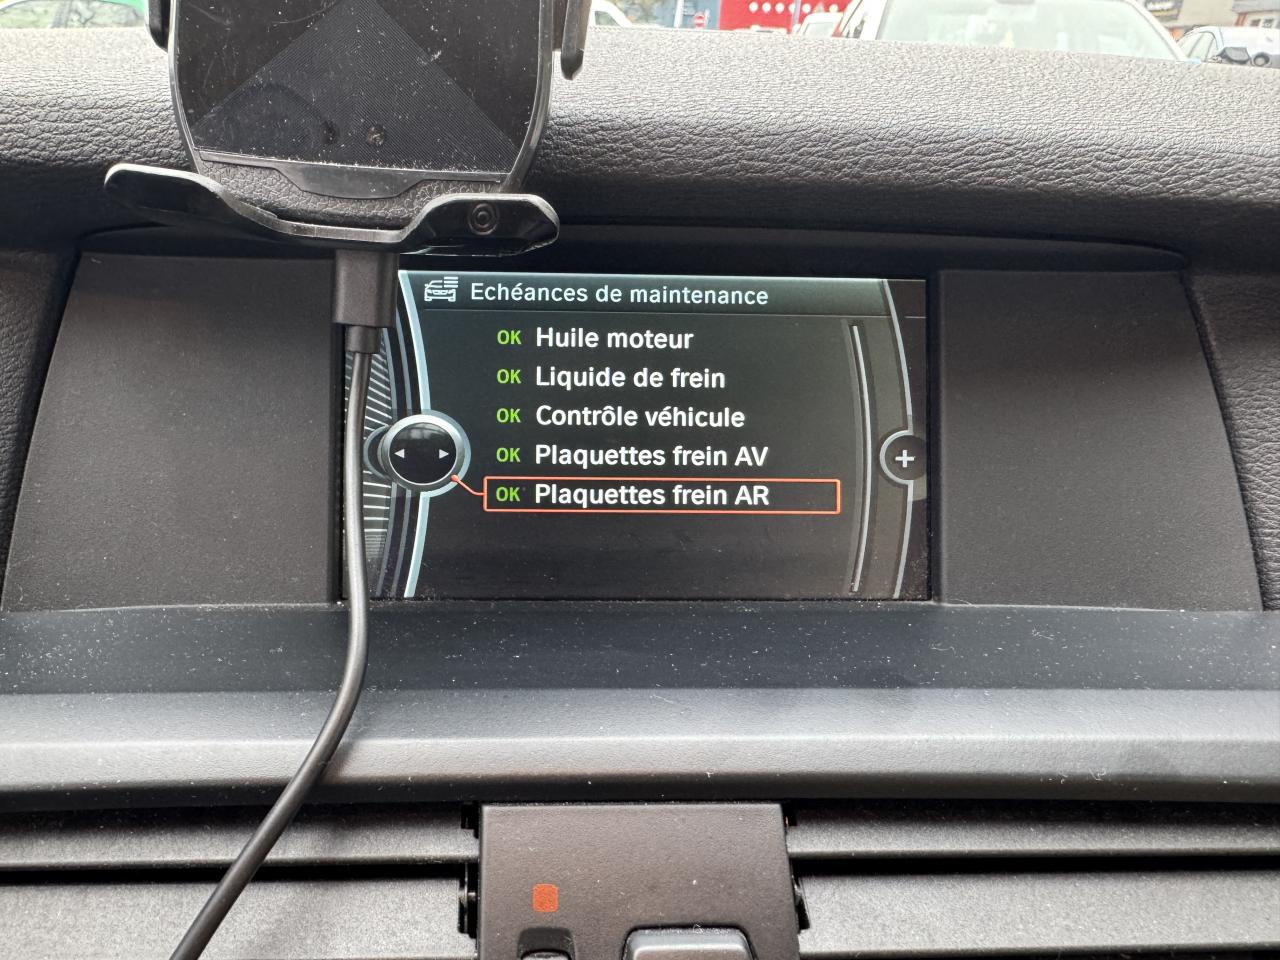 Echéances de maintenance
OK Huile moteur
OK Liquide de frein
OK Contrôle véhicule
OK Plaquettes frein AV
OK Plaquettes frein AR